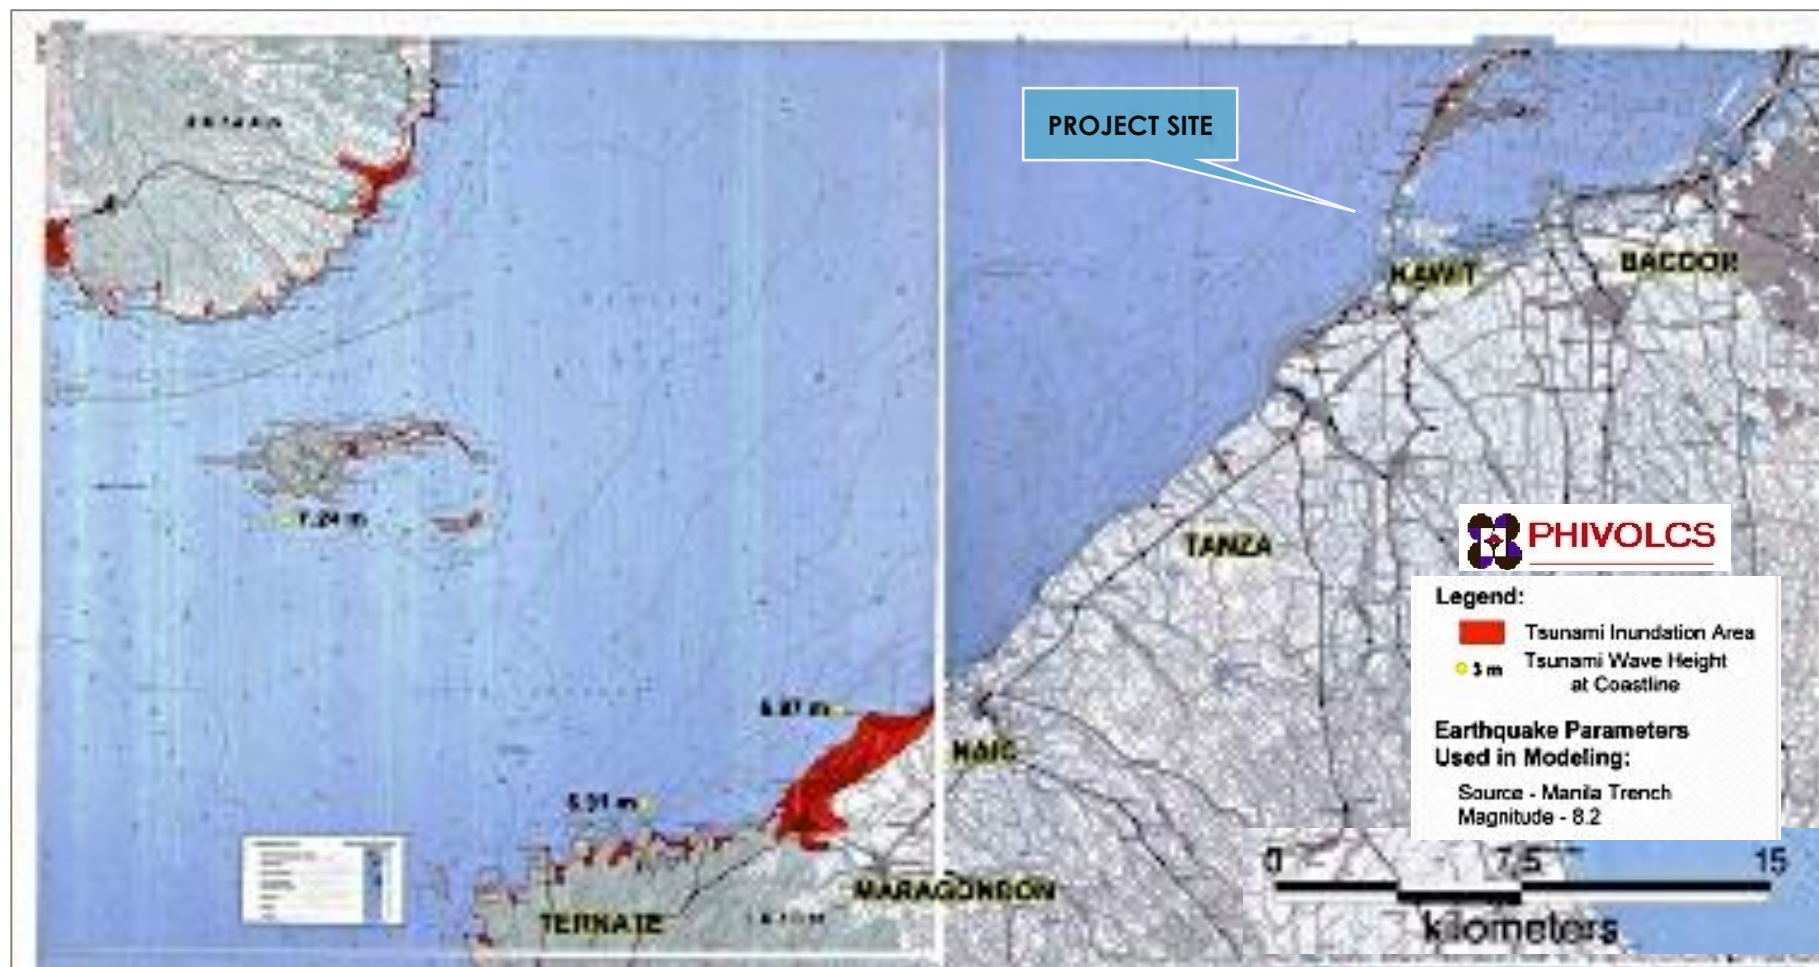 PROJECT SITE
KAWIT
BACOOR
7.24 m
TANZA
PHIVOLCS
Legend:
Tsunami Inundation Area
3 m Tsunami Wave Height
at Coastline
Earthquake Parameters
Used in Modeling:
Source - Manila Trench
Magnitude - 8.2
NAIC
MARAGONDON
TERNATE
0 7.5 15
kilometers